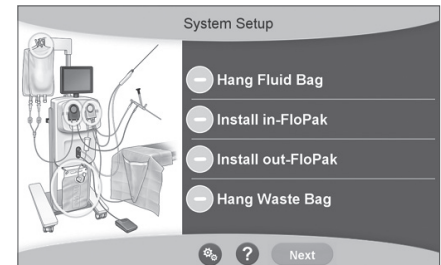 System Setup
Hang Fluid Bag
Install in-FloPak
Install out-FloPak
Hang Waste Bag
?
Next